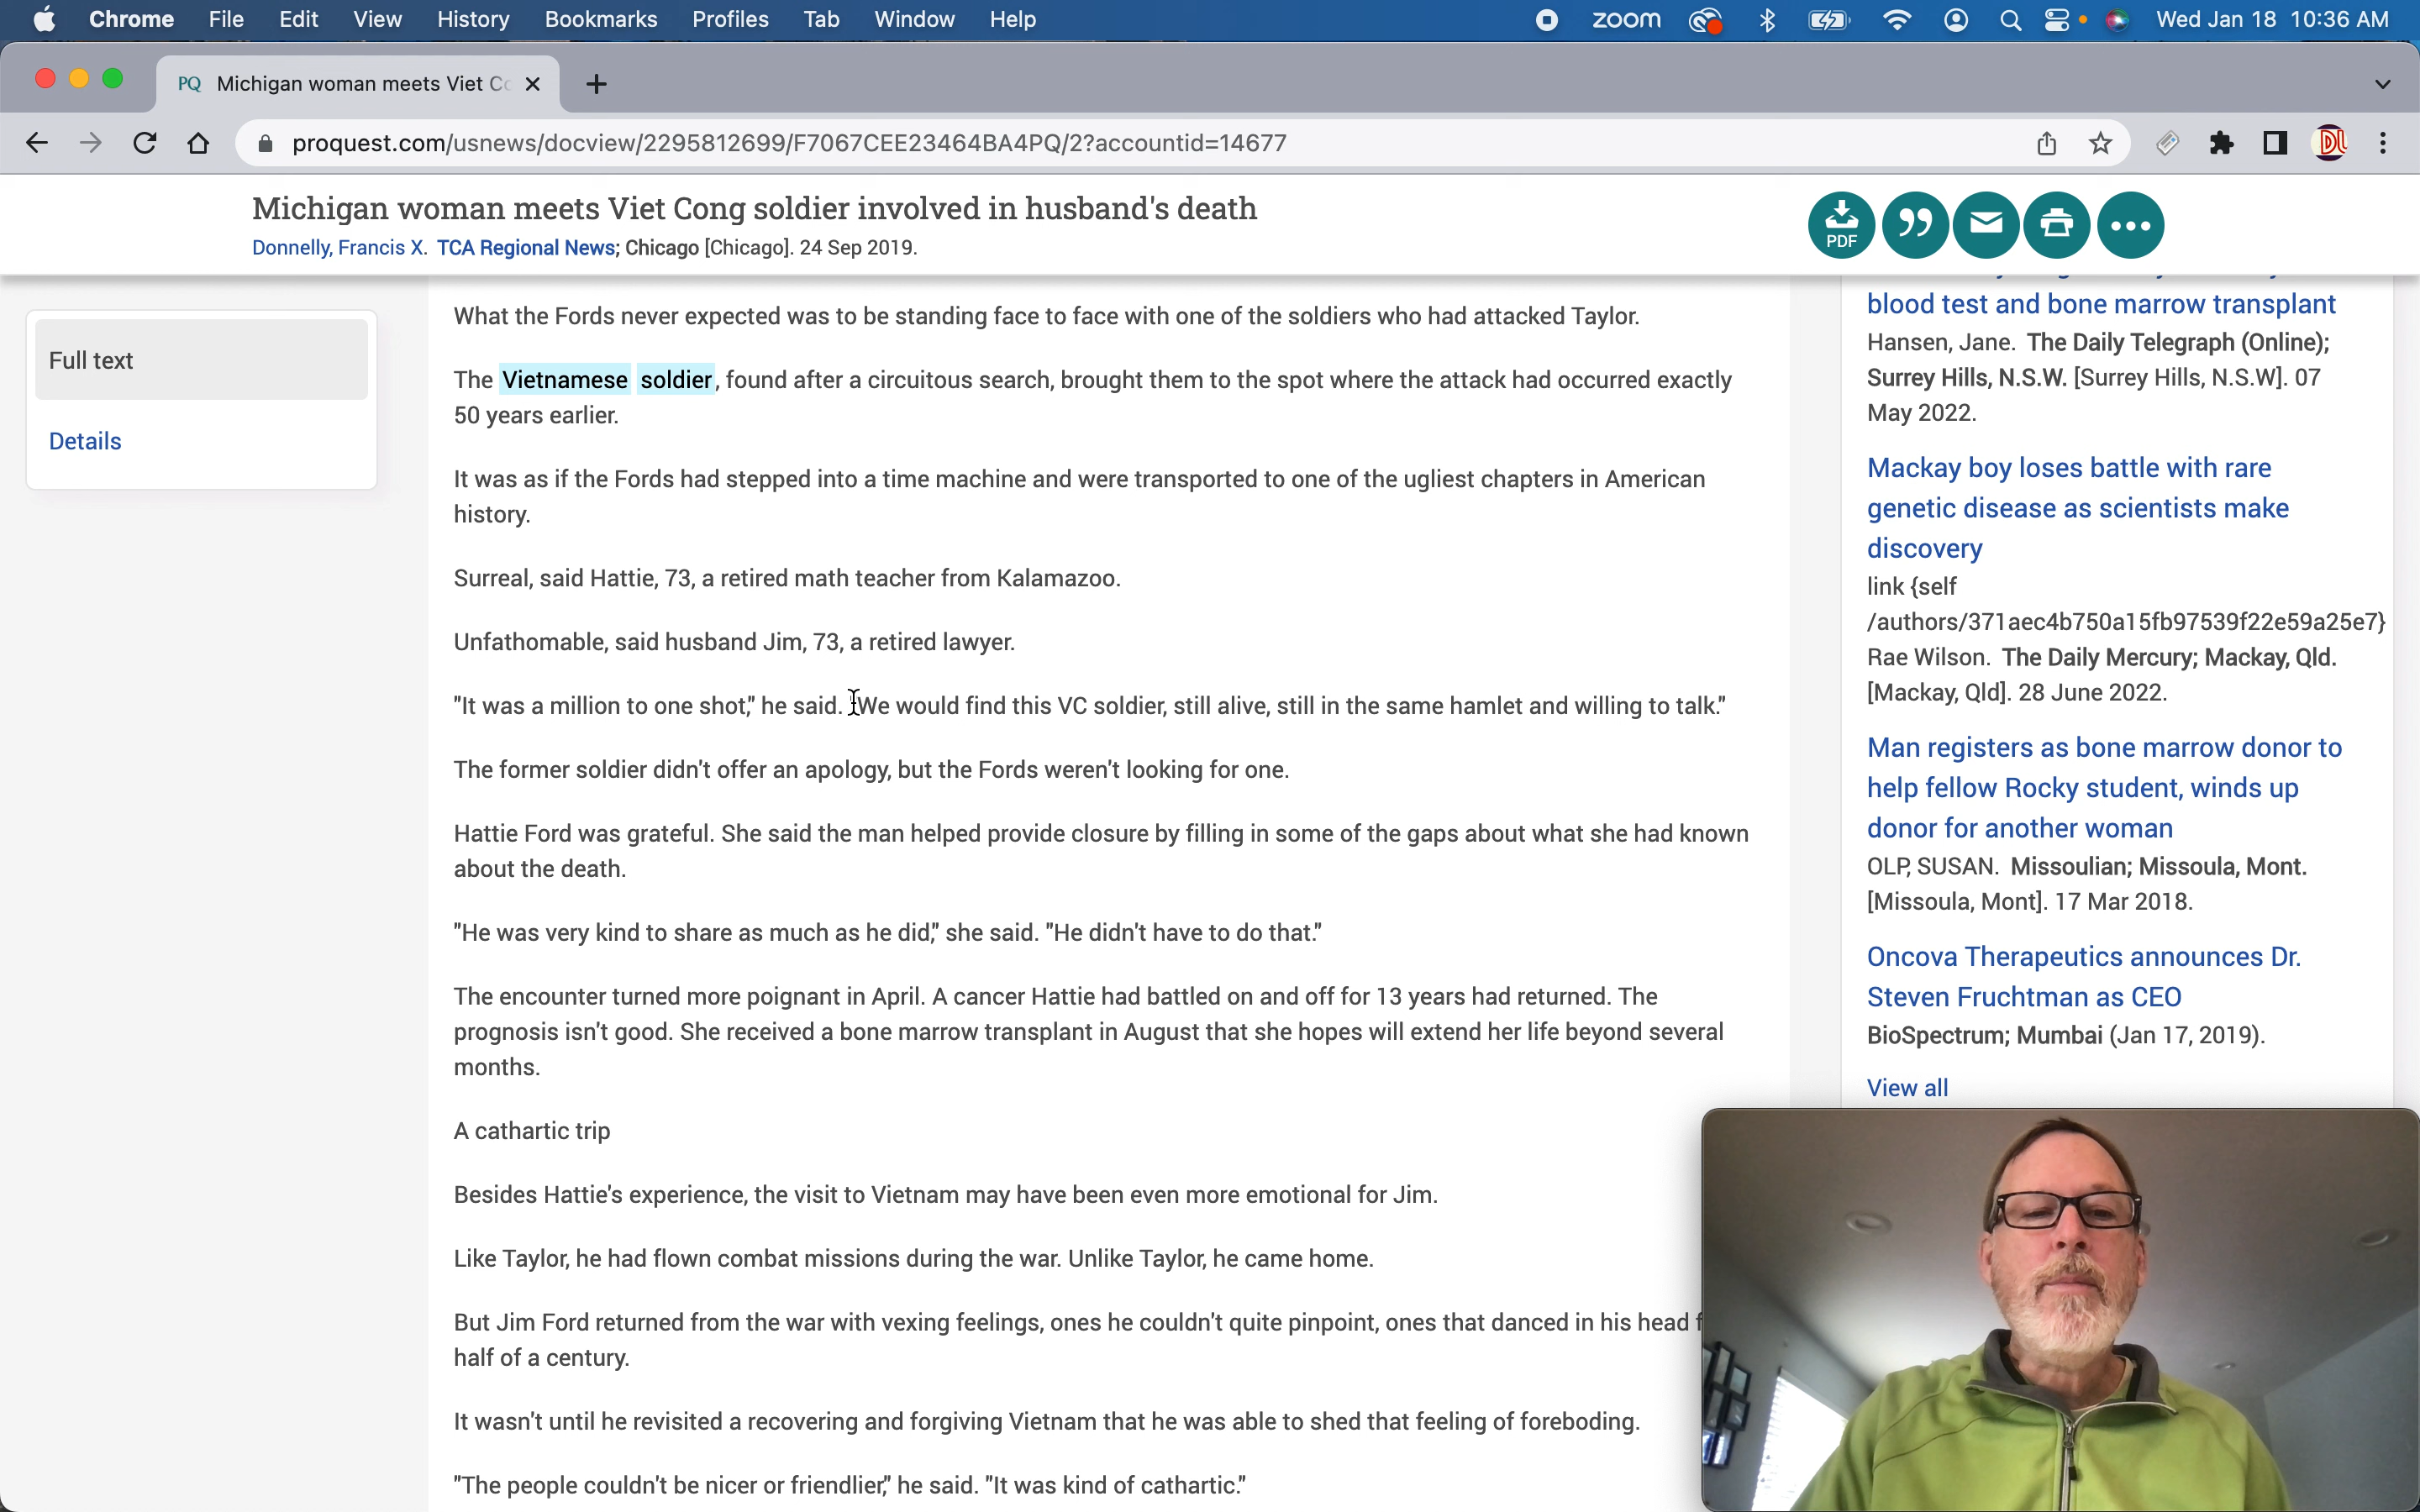 Chrome File Edit View History Bookmarks Profiles Tab Window Help zoom Wed Jan 18 10:36 AM
PQ Michigan woman meets Viet
proquest.com/usnews/docview/2295812699/F7067CEE23464BA4PQ/2?accountid=14677
DL
Michigan woman meets Viet Cong soldier involved in husband's death
Donnelly, Francis X. TCA Regional News; Chicago [Chicago]. 24 Sep 2019.
PDF
Full text
Details
What the Fords never expected was to be standing face to face with one of the soldiers who had attacked Taylor.
The Vietnamese soldier, found after a circuitous search, brought them to the spot where the attack had occurred exactly
50 years earlier.
It was as if the Fords had stepped into a time machine and were transported to one of the ugliest chapters in American
history.
Surreal, said Hattie, 73, a retired math teacher from Kalamazoo.
Unfathomable, said husband Jim, 73, a retired lawyer.
"It was a million to one shot," he said. "We would find this VC soldier, still alive, still in the same hamlet and willing to talk."
The former soldier didn't offer an apology, but the Fords weren't looking for one.
Hattie Ford was grateful. She said the man helped provide closure by filling in some of the gaps about what she had known
about the death.
"He was very kind to share as much as he did," she said. "He didn't have to do that."
The encounter turned more poignant in April. A cancer Hattie had battled on and off for 13 years had returned. The
prognosis isn't good. She received a bone marrow transplant in August that she hopes will extend her life beyond several
months.
A cathartic trip
Besides Hattie's experience, the visit to Vietnam may have been even more emotional for Jim.
Like Taylor, he had flown combat missions during the war. Unlike Taylor, he came home.
But Jim Ford returned from the war with vexing feelings, ones he couldn't quite pinpoint, ones that danced in his head
half of a century.
It wasn't until he revisited a recovering and forgiving Vietnam that he was able to shed that feeling of foreboding.
"The people couldn't be nicer or friendlier," he said. "It was kind of cathartic."
blood test and bone marrow transplant
Hansen, Jane. The Daily Telegraph (Online);
Surrey Hills, N.S.W. [Surrey Hills, N.S.W]. 07
May 2022.
Mackay boy loses battle with rare
genetic disease as scientists make
discovery
link {self
/authors/371aec4b750a15fb97539f22e59a25e7}
Rae Wilson. The Daily Mercury; Mackay, Qld.
[Mackay, Qld]. 28 June 2022.
Man registers as bone marrow donor to
help fellow Rocky student, winds up
donor for another woman
OLP, SUSAN. Missoulian; Missoula, Mont.
[Missoula, Mont]. 17 Mar 2018.
Oncova Therapeutics announces Dr.
Steven Fruchtman as CEO
BioSpectrum; Mumbai (Jan 17, 2019).
View all